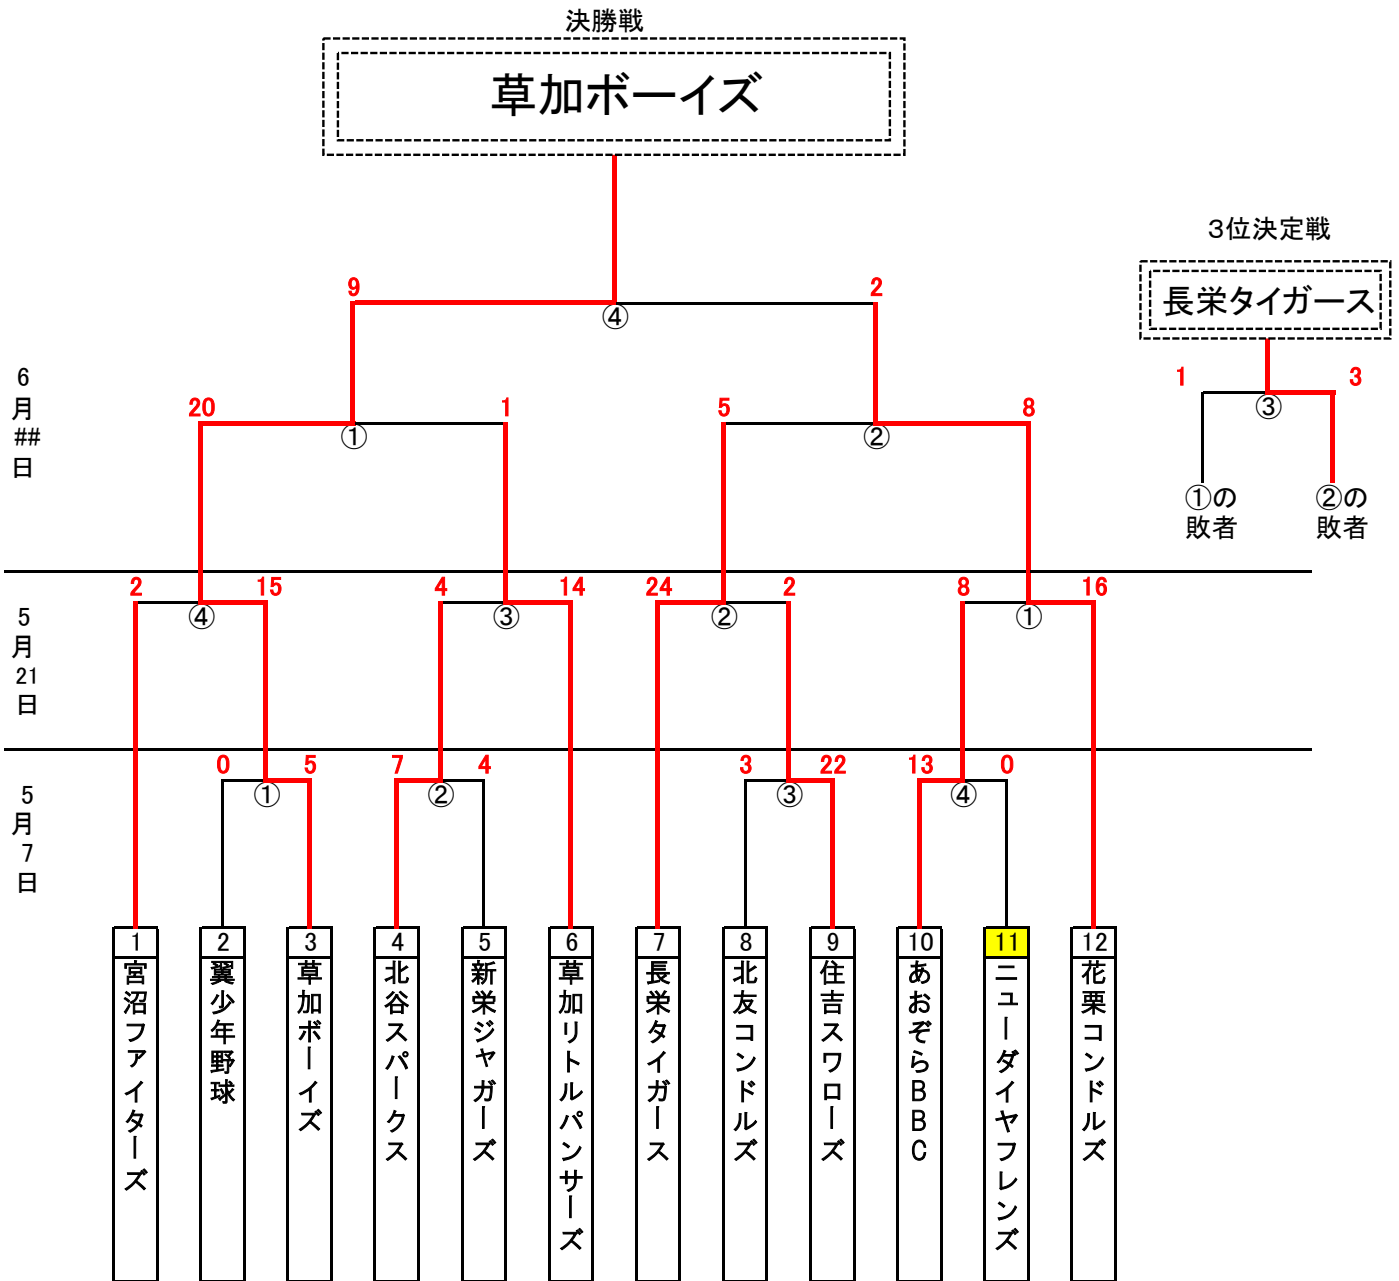 決勝戦
草加ボーイズ
3位決定戦
長栄タイガース
9
2
④
1
3
③
①の
敗者
②の
敗者
6
月
##
日
20
1
5
8
①
②
2
15
4
14
24
2
8
16
④
③
②
①
5
月
21
日
0
5
7
4
3
22
13
0
①
②
③
④
5
月
7
日
1
宮沼ファイターズ
2
翼少年野球
3
草加ボーイズ
4
北谷スパークス
5
新栄ジャガーズ
6
草加リトルパンサーズ
7
長栄タイガース
8
北友コンドルズ
9
住吉スワローズ
10
あおぞらBBC
11
ニューダイヤフレンズ
12
花栗コンドルズ